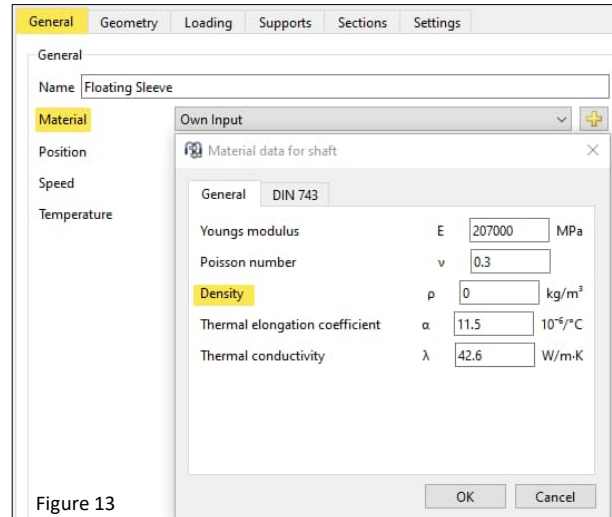 General Geometry Loading Supports Sections Settings
General
Name Floating Sleeve
Material Own Input
Position
Speed
Temperature
Material data for shaft
General DIN 743
Youngs modulus E 207000 MPa
Poisson number ν 0.3
Density ρ 0 kg/m³
Thermal elongation coefficient α 11.5 10⁻⁶/°C
Thermal conductivity λ 42.6 W/m·K
OK Cancel
Figure 13